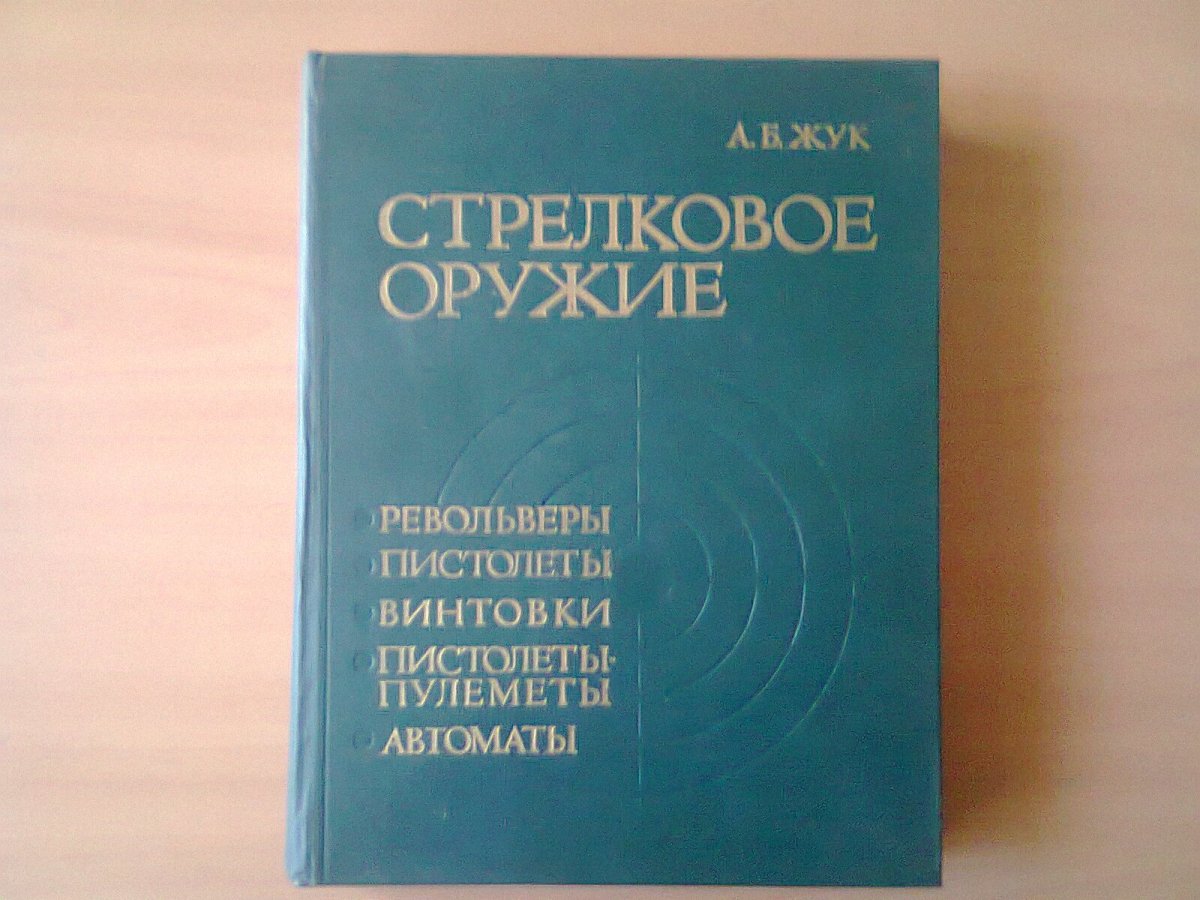 А. Б. ЖУК
СТРЕЛКОВОЕ
ОРУЖИЕ
РЕВОЛЬВЕРЫ
ПИСТОЛЕТЫ
ВИНТОВКИ
ПИСТОЛЕТЫ-
ПУЛЕМЕТЫ
АВТОМАТЫ